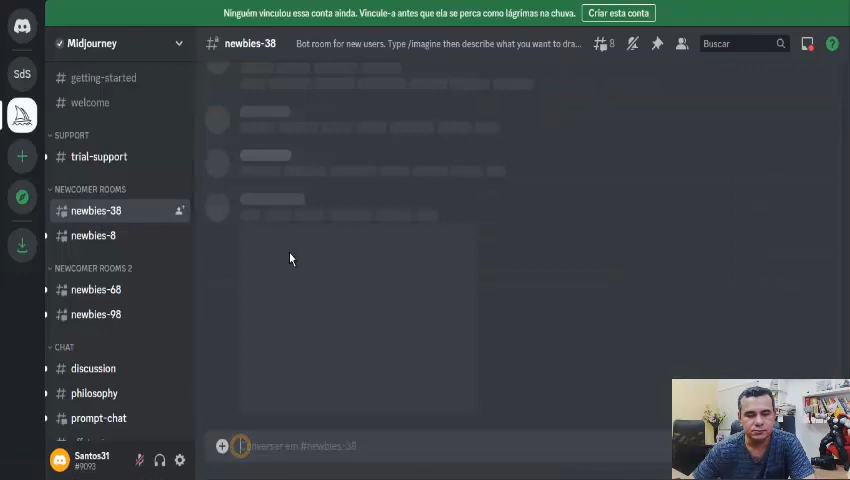 Ninguém vinculou essa conta ainda. Vincule-a antes que ela se perca como lágrimas na chuva.
Criar esta conta
SdS
Midjourney
newbies-38
Bot room for new users. Type /imagine then describe what you want to dra...
8
Buscar
getting-started
welcome
SUPPORT
trial-support
NEWCOMER ROOMS
newbies-38
newbies-8
NEWCOMER ROOMS 2
newbies-68
newbies-98
CHAT
discussion
philosophy
prompt-chat
Conversar em #newbies-38
Santos31
#9093